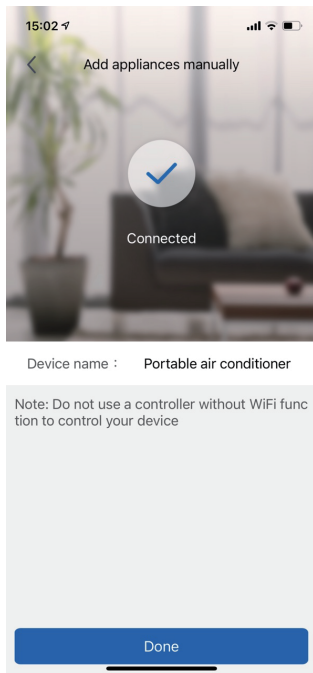 15:02
Add appliances manually
Connected
Device name： Portable air conditioner
Note: Do not use a controller without WiFi func
tion to control your device
Done